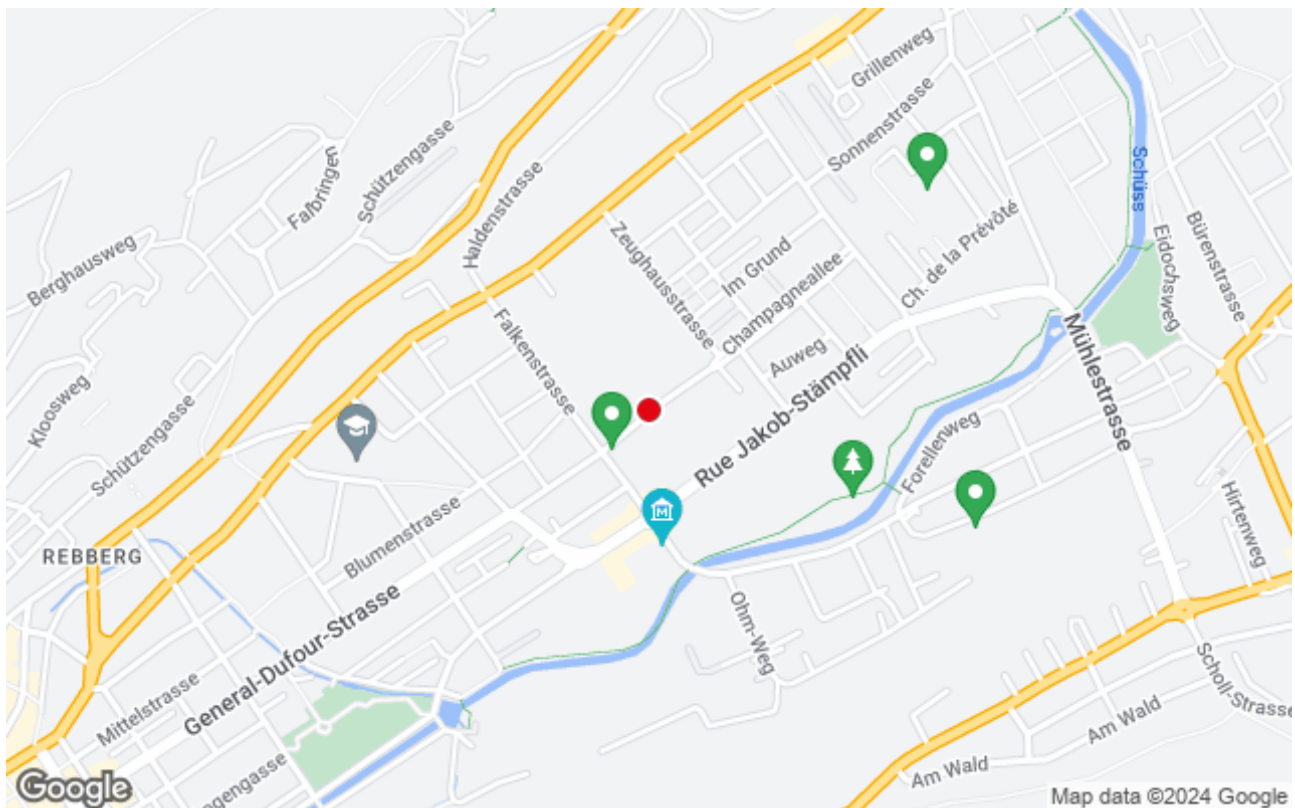 Grillenweg
Sonnenstrasse
Schüss
Falbringen
Schützengasse
Haldenstrasse
Berghausweg
Zeughausstrasse
Im Grund
Champagneallee
Ch. de la Prévôté
Eidochsweg
Bürenstrasse
Auweg
Mühlestrasse
Falkenstrasse
Kloosweg
Schützengasse
Rue Jakob-Stämpfli
Forellenweg
Hirtenweg
Blumenstrasse
REBBERG
M
General-Dufour-Strasse
Ohm-Weg
Mittelstrasse
Scholl-Strasse
Am Wald
Am Wald
ogengasse
Google
Map data ©2024 Google